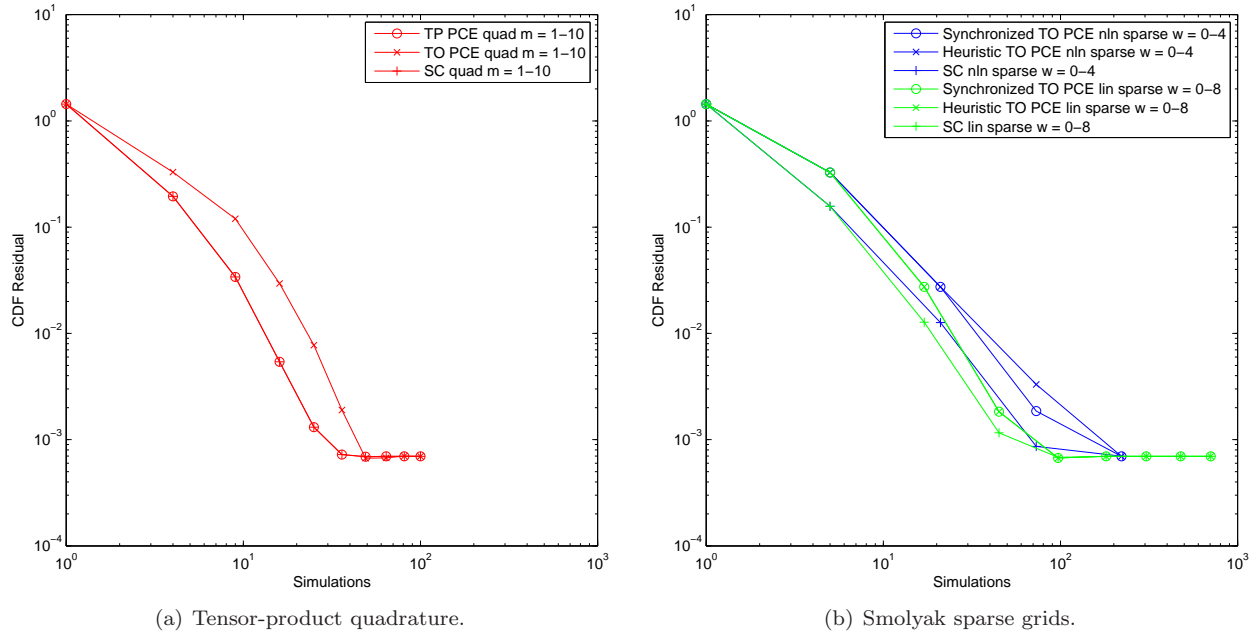 10^1
10^0
10^-1
10^-2
10^-3
10^-4
CDF Residual
10^0
10^1
10^2
10^3
Simulations
TP PCE quad m = 1−10
TO PCE quad m = 1−10
SC quad m = 1−10
(a) Tensor-product quadrature.
10^1
10^0
10^-1
10^-2
10^-3
10^-4
CDF Residual
10^0
10^1
10^2
10^3
Simulations
Synchronized TO PCE nln sparse w = 0−4
Heuristic TO PCE nln sparse w = 0−4
SC nln sparse w = 0−4
Synchronized TO PCE lin sparse w = 0−8
Heuristic TO PCE lin sparse w = 0−8
SC lin sparse w = 0−8
(b) Smolyak sparse grids.